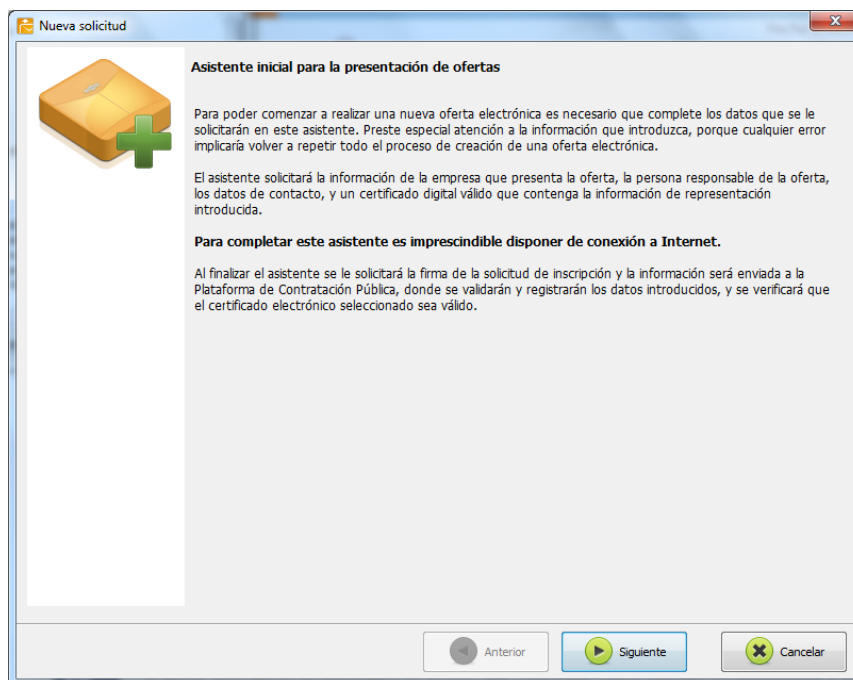 Nueva solicitud
Asistente inicial para la presentación de ofertas
Para poder comenzar a realizar una nueva oferta electrónica es necesario que complete los datos que se le
solicitarán en este asistente. Preste especial atención a la información que introduzca, porque cualquier error
implicaría volver a repetir todo el proceso de creación de una oferta electrónica.
El asistente solicitará la información de la empresa que presenta la oferta, la persona responsable de la oferta,
los datos de contacto, y un certificado digital válido que contenga la información de representación
introducida.
Para completar este asistente es imprescindible disponer de conexión a Internet.
Al finalizar el asistente se le solicitará la firma de la solicitud de inscripción y la información será enviada a la
Plataforma de Contratación Pública, donde se validarán y registrarán los datos introducidos, y se verificará que
el certificado electrónico seleccionado sea válido.
Anterior
Siguiente
Cancelar